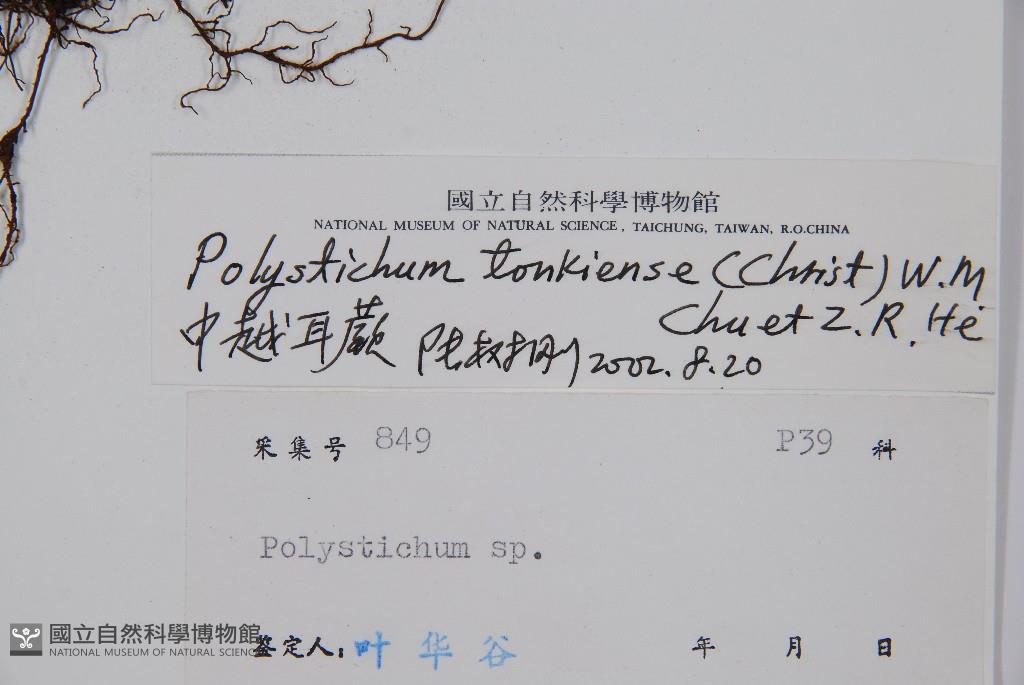 國立自然科學博物館
NATIONAL MUSEUM OF NATURAL SCIENCE, TAICHUNG, TAIWAN, R.O.CHINA
Polystichum tonkiense (Christ) W.M
Chu et Z.R. He
中越耳蕨 陸叔刚 2002.8.20
采集号 849 P39 科
Polystichum sp.
鉴定人: 叶华谷 年 月 日
國立自然科學博物館
NATIONAL MUSEUM OF NATURAL SCIENCE